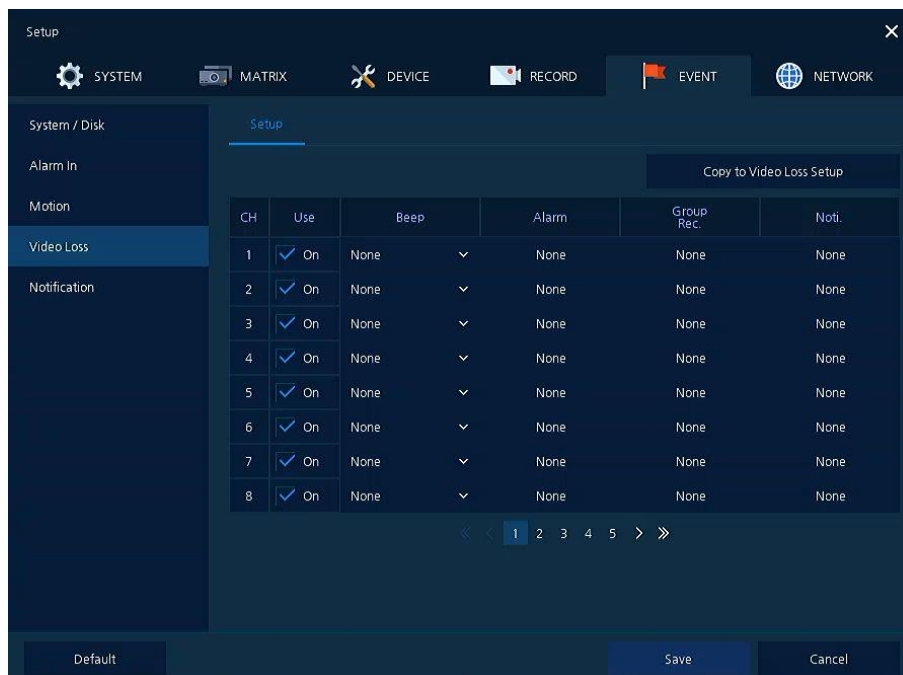 Setup
SYSTEM MATRIX DEVICE RECORD EVENT NETWORK
System / Disk
Alarm In
Motion
Video Loss
Notification
Setup
Copy to Video Loss Setup
CH Use Beep Alarm Group Rec. Noti.
1 On None None None None
2 On None None None None
3 On None None None None
4 On None None None None
5 On None None None None
6 On None None None None
7 On None None None None
8 On None None None None
1 2 3 4 5
Default Save Cancel